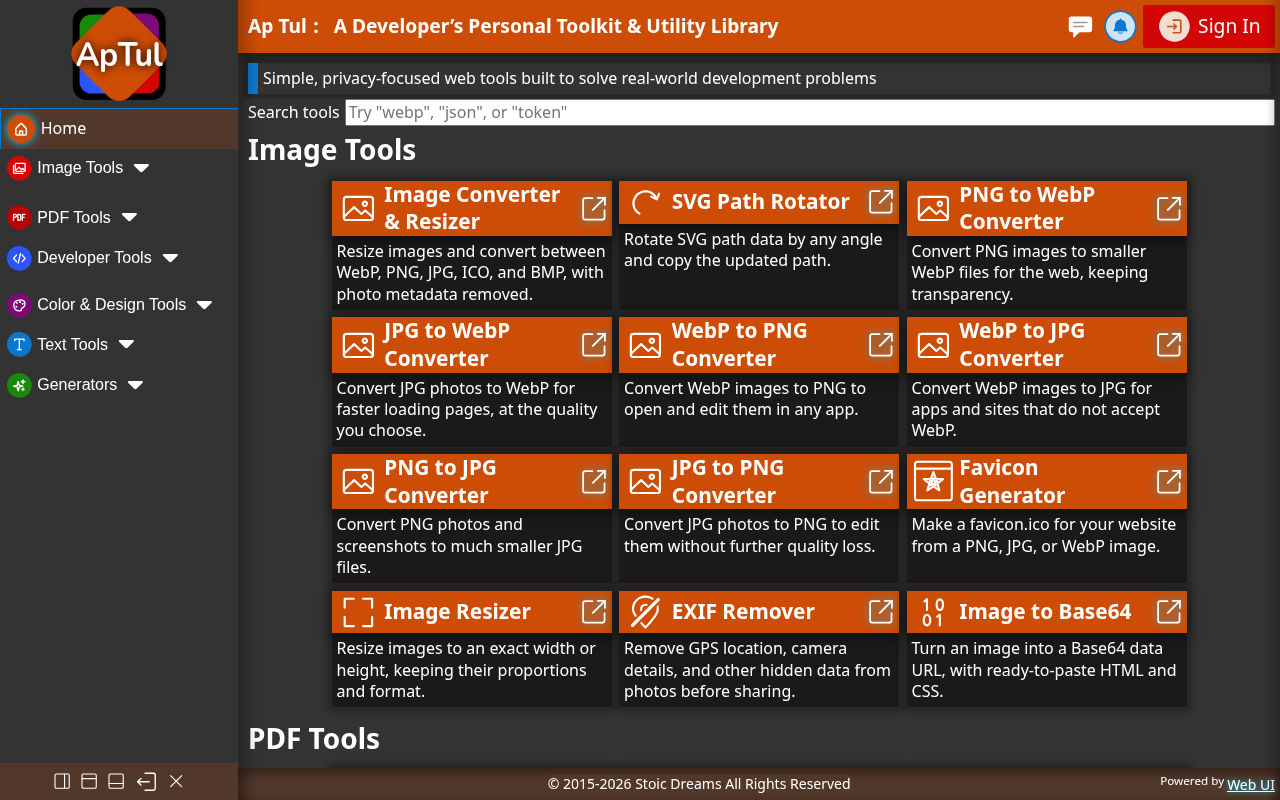 ApTul
Home
Image Tools
PDF
PDF Tools
Developer Tools
Color & Design Tools
Text Tools
Generators
Ap Tul : A Developer’s Personal Toolkit & Utility Library
Sign In
Simple, privacy-focused web tools built to solve real-world development problems
Search tools
Try "webp", "json", or "token"
Image Tools
Image Converter
& Resizer
Resize images and convert between
WebP, PNG, JPG, ICO, and BMP, with
photo metadata removed.
SVG Path Rotator
Rotate SVG path data by any angle
and copy the updated path.
PNG to WebP
Converter
Convert PNG images to smaller
WebP files for the web, keeping
transparency.
JPG to WebP
Converter
Convert JPG photos to WebP for
faster loading pages, at the quality
you choose.
WebP to PNG
Converter
Convert WebP images to PNG to
open and edit them in any app.
WebP to JPG
Converter
Convert WebP images to JPG for
apps and sites that do not accept
WebP.
PNG to JPG
Converter
Convert PNG photos and
screenshots to much smaller JPG
files.
JPG to PNG
Converter
Convert JPG photos to PNG to edit
them without further quality loss.
Favicon
Generator
Make a favicon.ico for your website
from a PNG, JPG, or WebP image.
Image Resizer
Resize images to an exact width or
height, keeping their proportions
and format.
EXIF Remover
Remove GPS location, camera
details, and other hidden data from
photos before sharing.
10
01
Image to Base64
Turn an image into a Base64 data
URL, with ready-to-paste HTML and
CSS.
PDF Tools
© 2015-2026 Stoic Dreams All Rights Reserved
Powered by Web UI